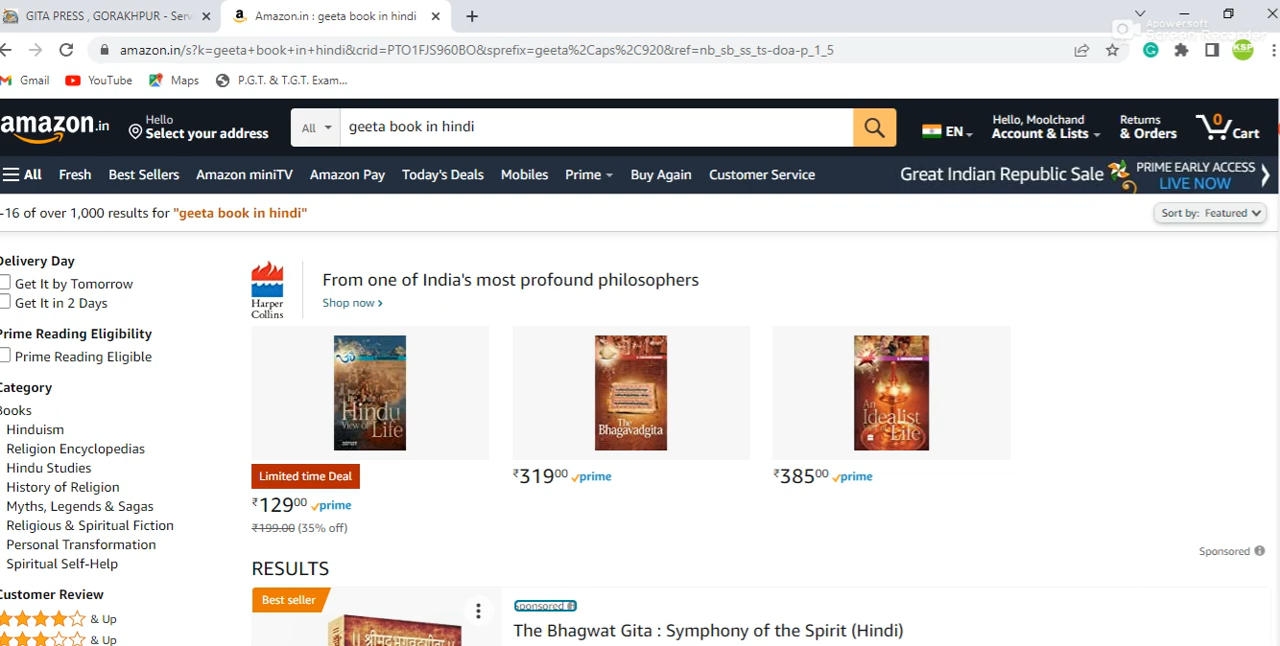 GITA PRESS , GORAKHPUR - Serv
Amazon.in : geeta book in hindi
Apowersoft
Screen Recorder
amazon.in/s?k=geeta+book+in+hindi&crid=PTO1FJS960BO&sprefix=geeta%2Caps%2C920&ref=nb_sb_ss_ts-doa-p_1_5
KSP
Gmail
YouTube
Maps
P.G.T. & T.G.T. Exam...
amazon.in
Hello
Select your address
All
geeta book in hindi
EN
Hello, Moolchand
Account & Lists
Returns
& Orders
0
Cart
All
Fresh
Best Sellers
Amazon miniTV
Amazon Pay
Today's Deals
Mobiles
Prime
Buy Again
Customer Service
Great Indian Republic Sale
PRIME EARLY ACCESS
LIVE NOW
-16 of over 1,000 results for "geeta book in hindi"
Sort by: Featured
Delivery Day
Get It by Tomorrow
Get It in 2 Days
Prime Reading Eligibility
Prime Reading Eligible
Category
Books
Hinduism
Religion Encyclopedias
Hindu Studies
History of Religion
Myths, Legends & Sagas
Religious & Spiritual Fiction
Personal Transformation
Spiritual Self-Help
Customer Review
& Up
& Up
Harper
Collins
From one of India's most profound philosophers
Shop now ›
Hindu
View of Life
The
Bhagavadgita
An
Idealist
Life
Limited time Deal
₹12900 prime
₹199.00 (35% off)
₹31900 prime
₹38500 prime
Sponsored
RESULTS
Best seller
॥ श्रीमद्भगवद्गीता ॥
Sponsored
The Bhagwat Gita : Symphony of the Spirit (Hindi)